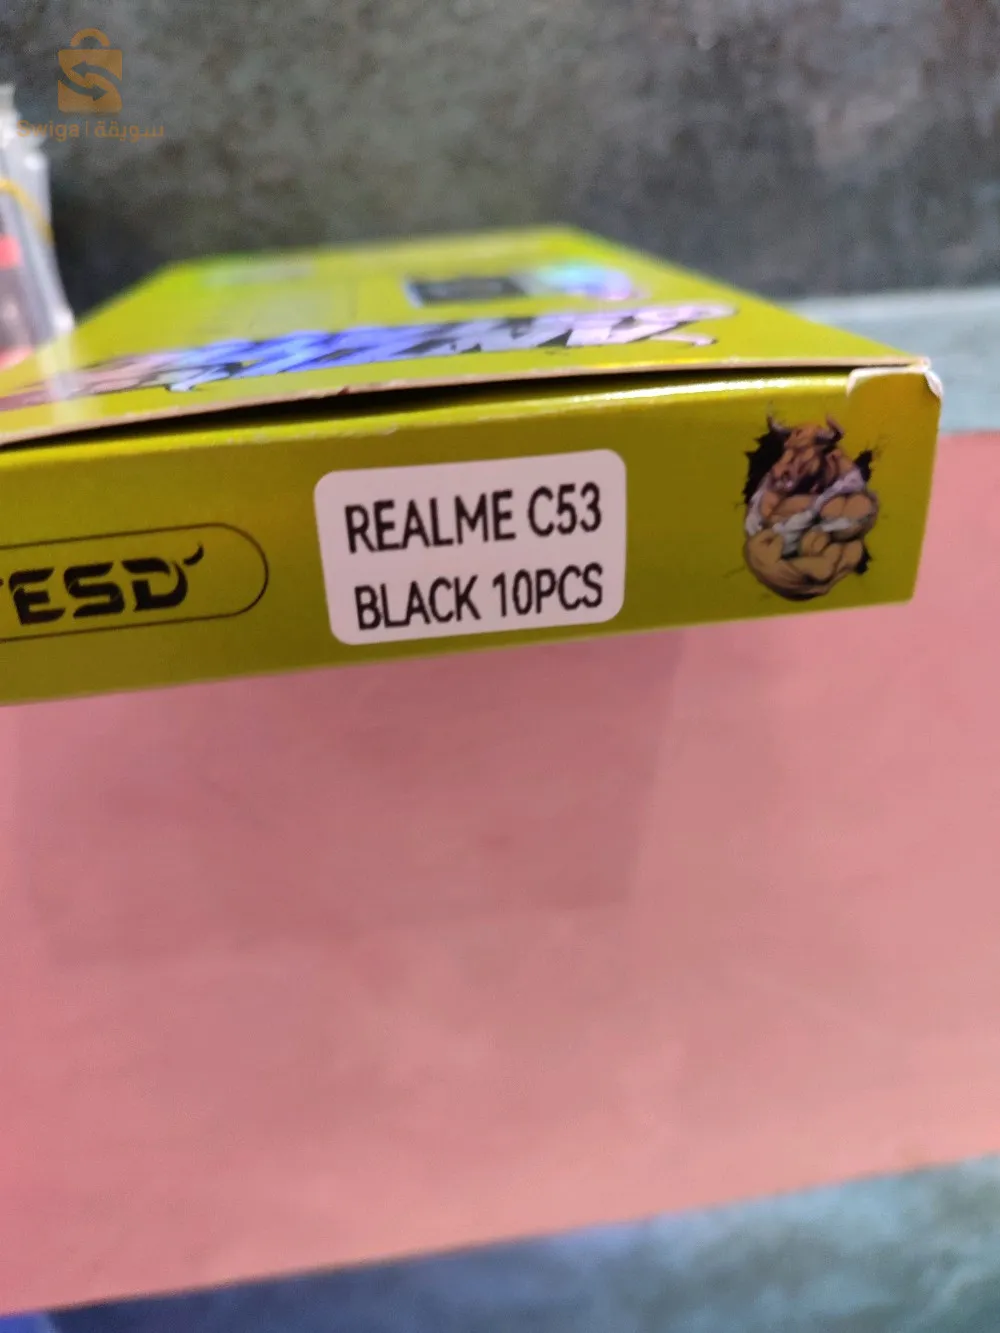 Swiga | سويقة
REALME C53
BLACK 10PCS
ESD